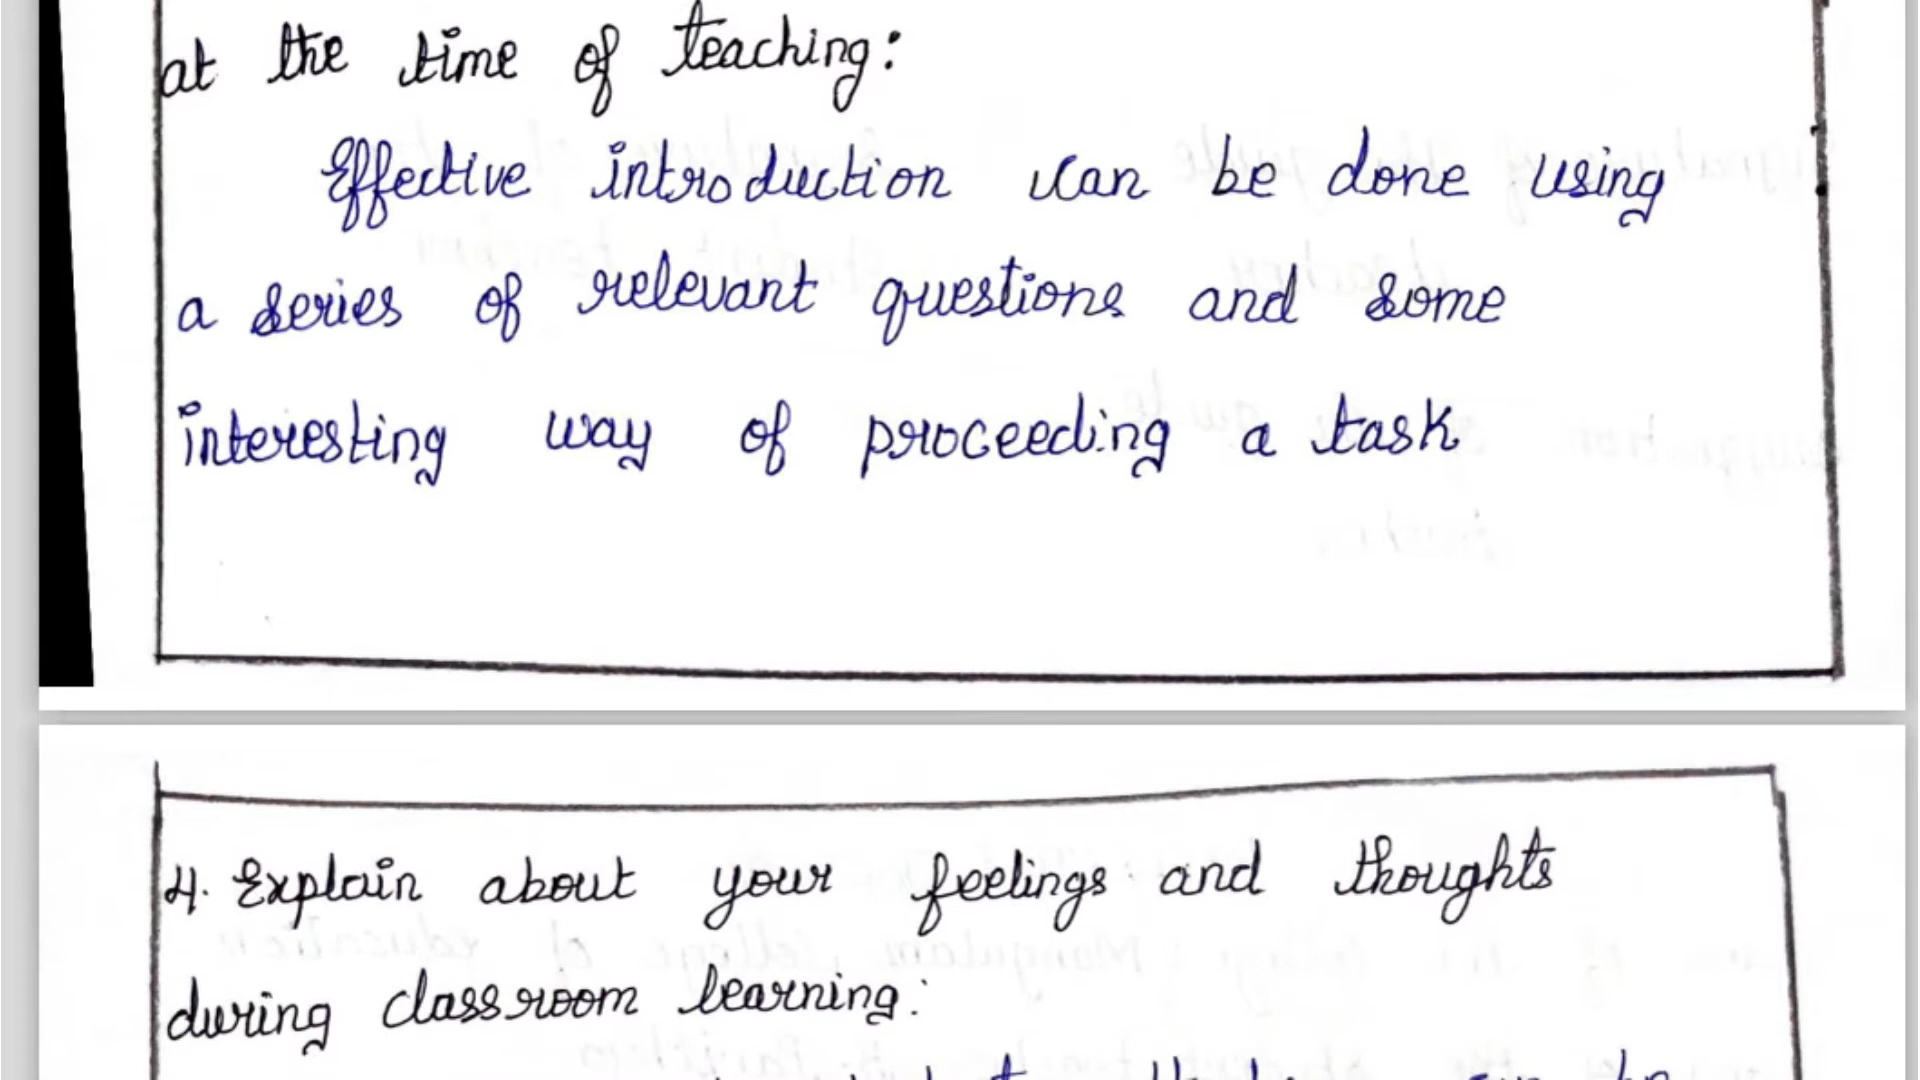 at the time of teaching:
Effective introduction can be done using
a series of relevant questions and some
interesting way of proceeding a task
4. Explain about your feelings and thoughts
during classroom learning: